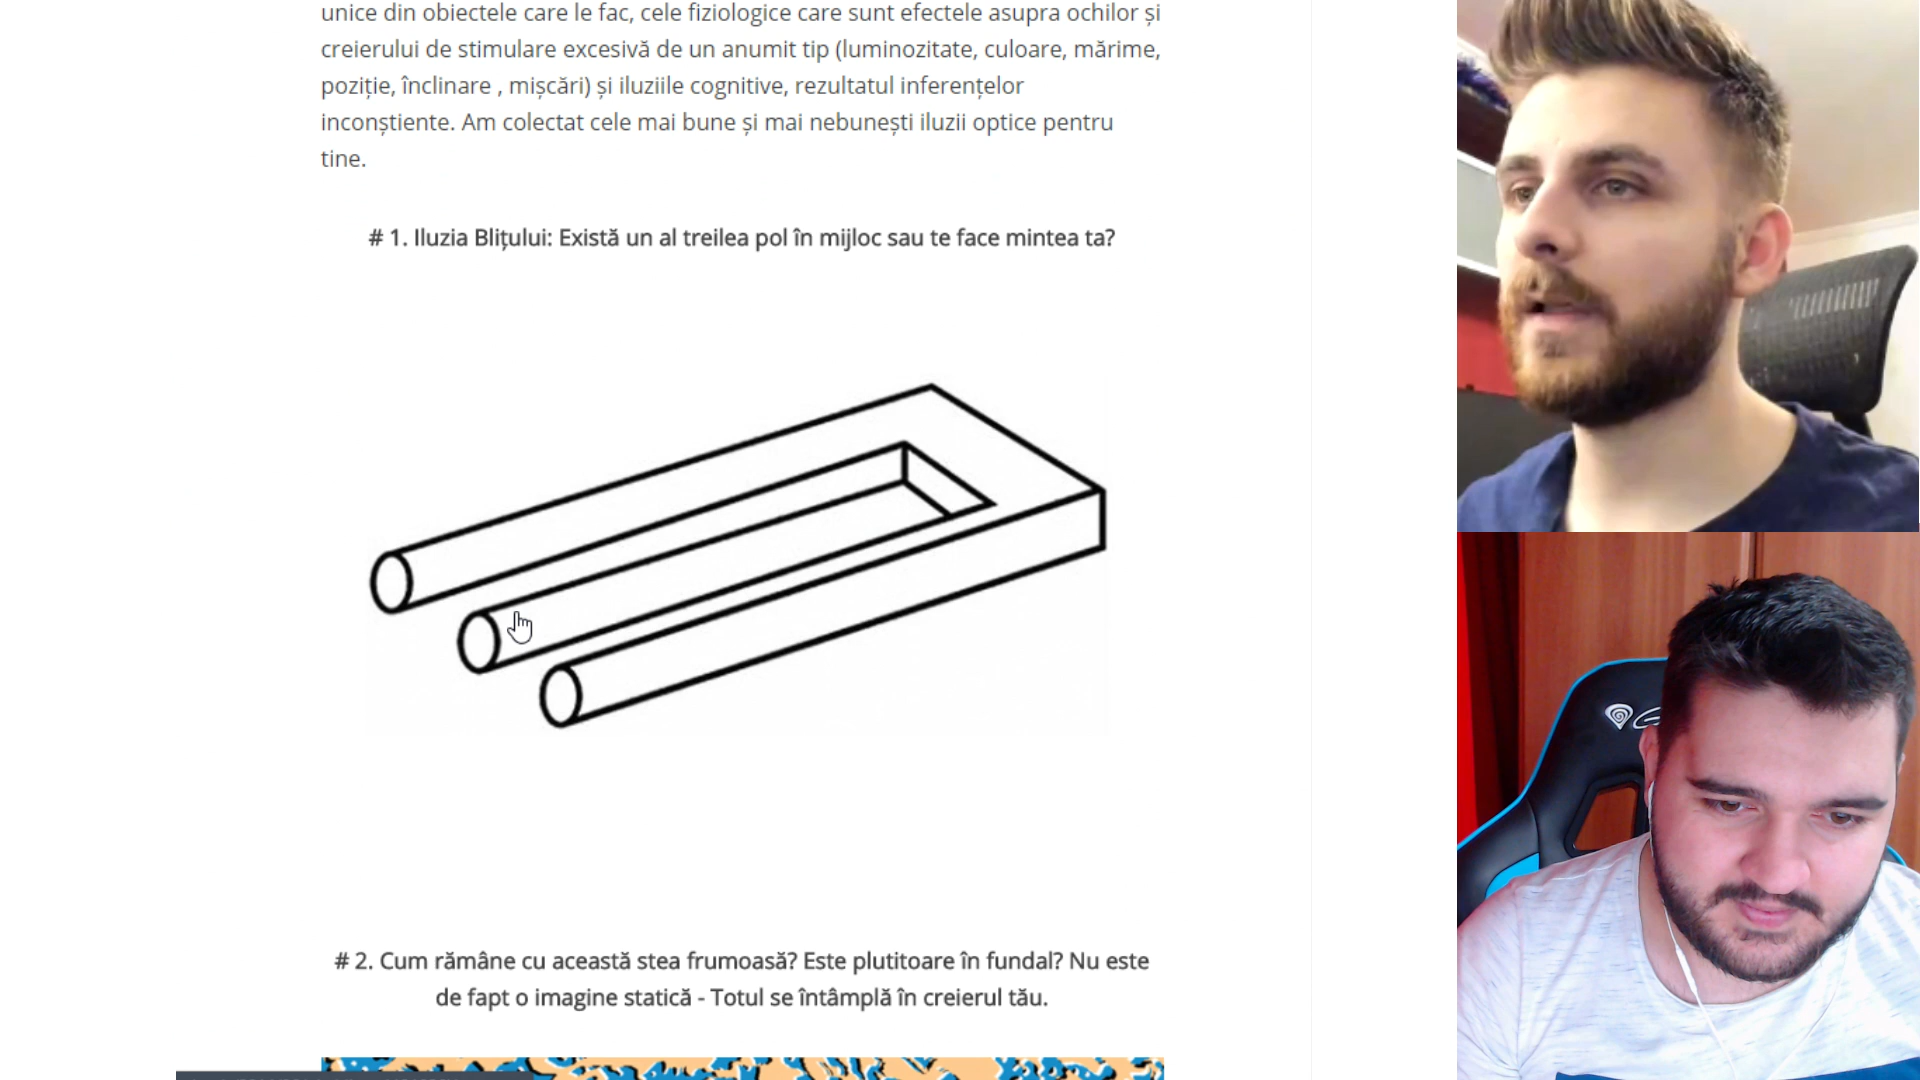 unice din obiectele care le fac, cele fiziologice care sunt efectele asupra ochilor și
creierului de stimulare excesivă de un anumit tip (luminozitate, culoare, mărime,
poziție, înclinare , mișcări) și iluziile cognitive, rezultatul inferențelor
inconștiente. Am colectat cele mai bune și mai nebunești iluzii optice pentru
tine.
# 1. Iluzia Blițului: Există un al treilea pol în mijloc sau te face mintea ta?
# 2. Cum rămâne cu această stea frumoasă? Este plutitoare în fundal? Nu este
de fapt o imagine statică - Totul se întâmplă în creierul tău.